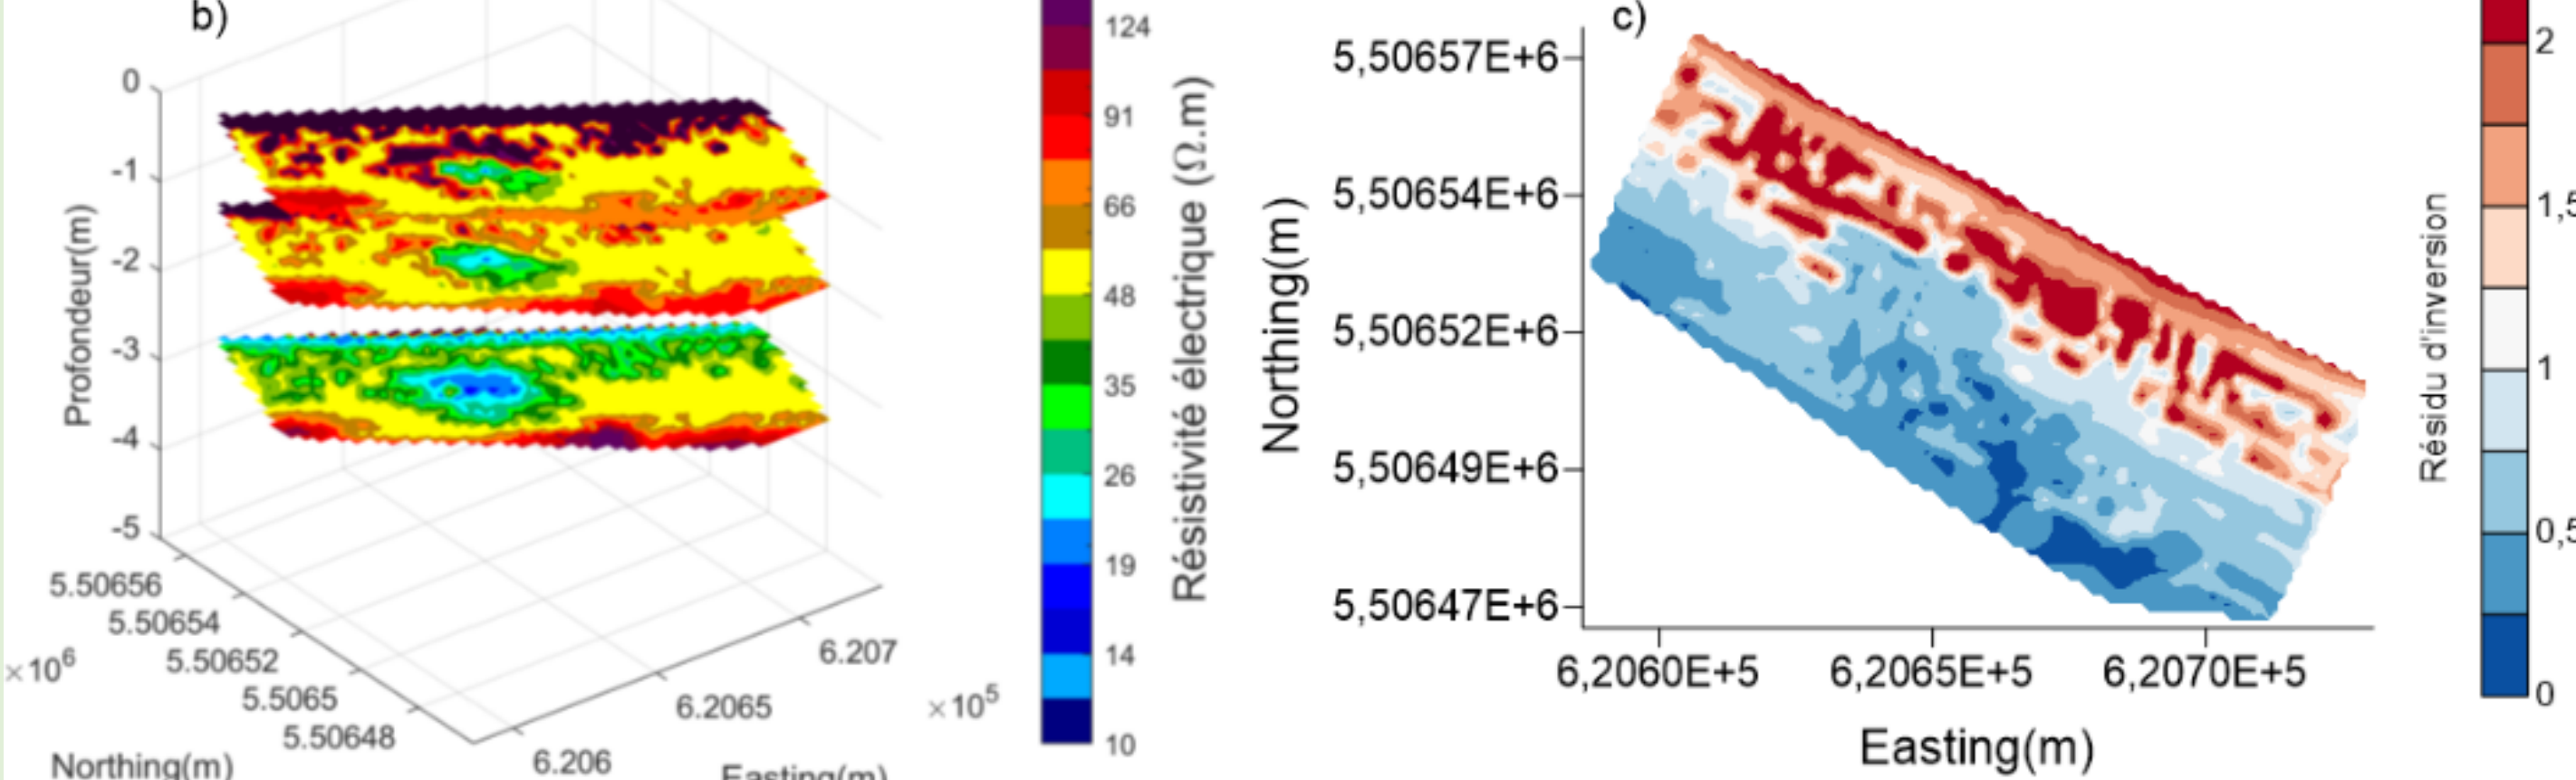 b)
0
-1
-2
-3
-4
-5
Profondeur(m)
5.50656
5.50654
5.50652
5.5065
5.50648
×10⁶
Northing(m)
6.206
6.2065
6.207
×10⁵
Easting(m)
124
91
66
48
35
26
19
14
10
Résistivité électrique (Ω.m)
c)
5,50657E+6
5,50654E+6
5,50652E+6
5,50649E+6
5,50647E+6
Northing(m)
6,2060E+5
6,2065E+5
6,2070E+5
Easting(m)
2
1,5
1
0,5
0
Résidu d'inversion